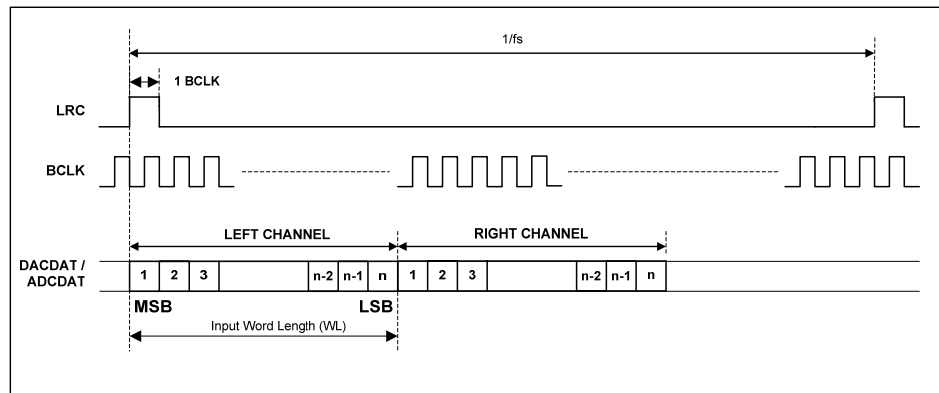 1/fs
1 BCLK
LRC
BCLK
LEFT CHANNEL
RIGHT CHANNEL
DACDAT /
ADCDAT
1 2 3 n-2 n-1 n 1 2 3 n-2 n-1 n
MSB LSB
Input Word Length (WL)